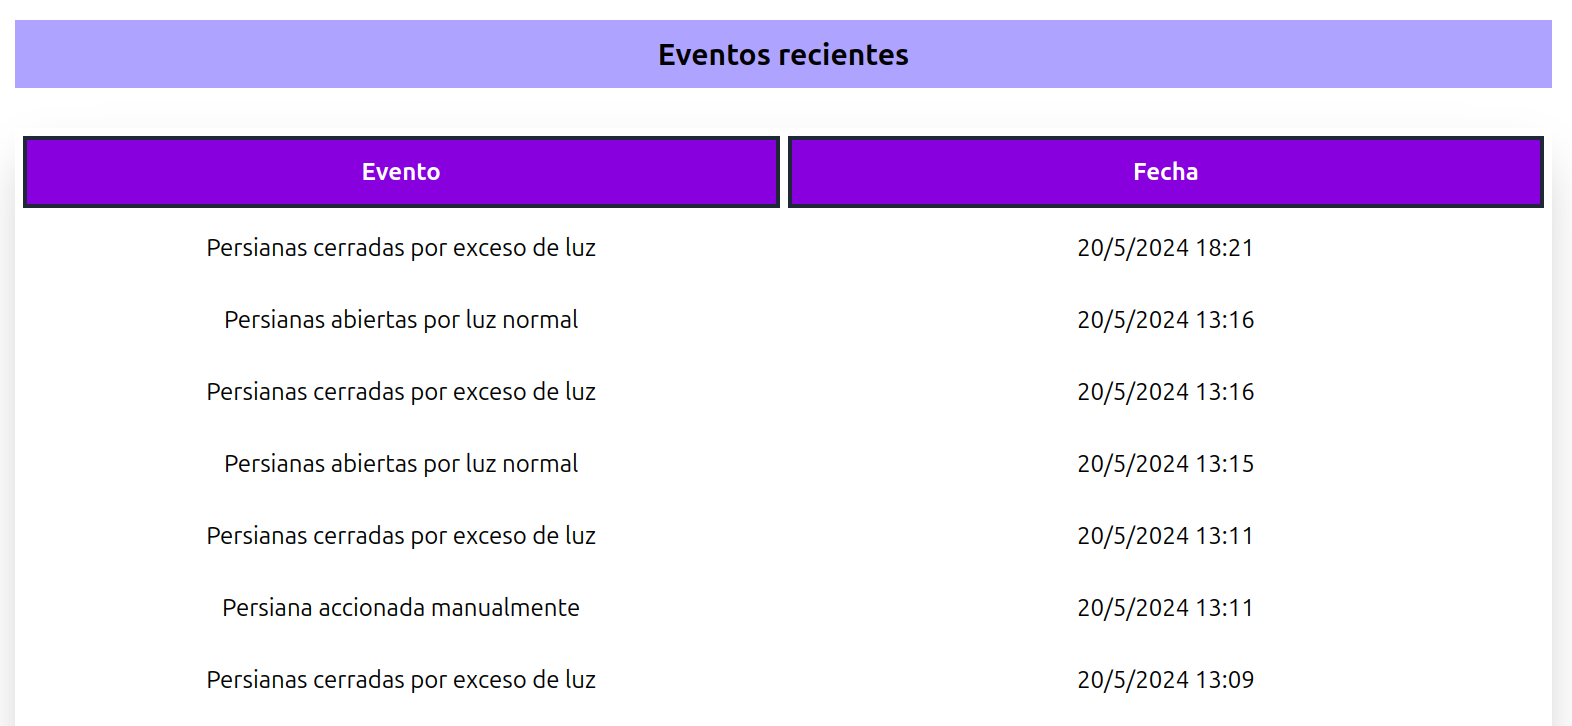 Eventos recientes
Evento Fecha
Persianas cerradas por exceso de luz 20/5/2024 18:21
Persianas abiertas por luz normal 20/5/2024 13:16
Persianas cerradas por exceso de luz 20/5/2024 13:16
Persianas abiertas por luz normal 20/5/2024 13:15
Persianas cerradas por exceso de luz 20/5/2024 13:11
Persiana accionada manualmente 20/5/2024 13:11
Persianas cerradas por exceso de luz 20/5/2024 13:09